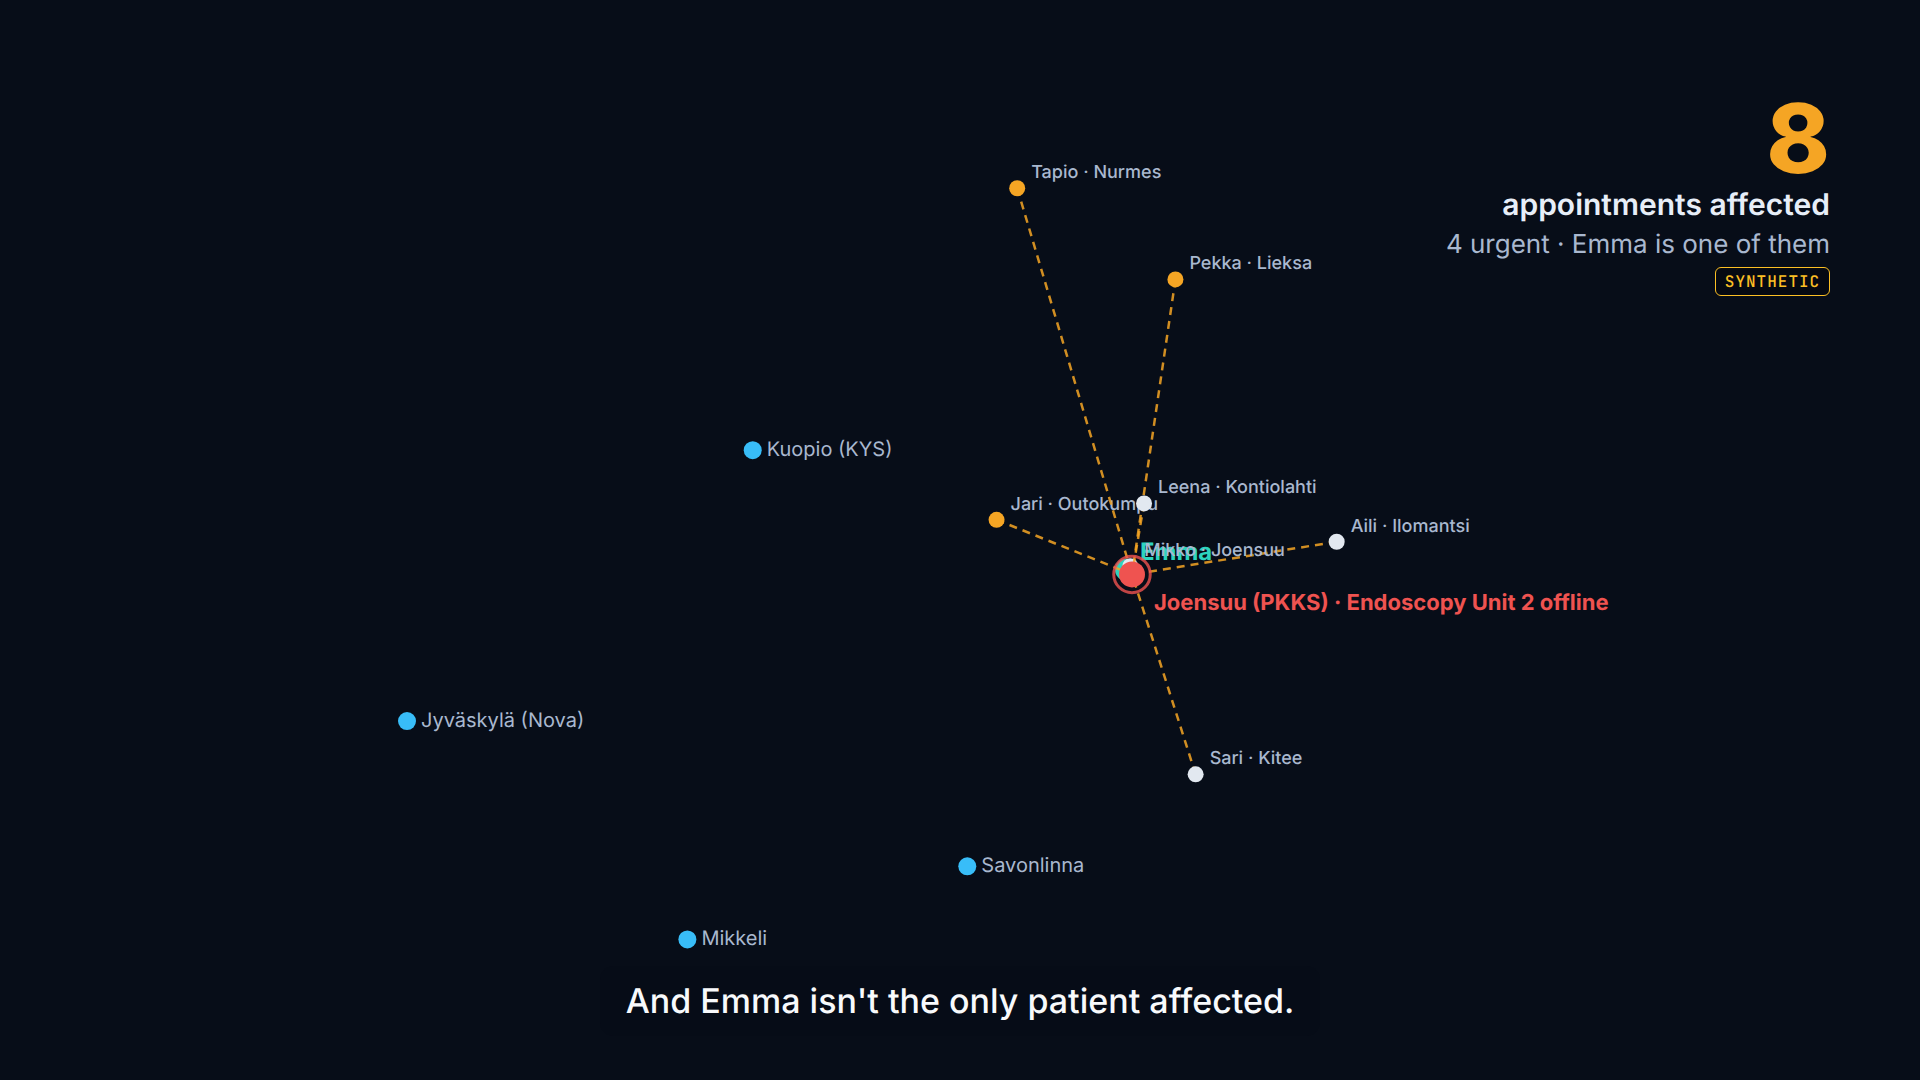 8
appointments affected
4 urgent · Emma is one of them
SYNTHETIC
Tapio · Nurmes
Pekka · Lieksa
Kuopio (KYS)
Leena · Kontiolahti
Jari · Outokumpu
Aili · Ilomantsi
Emma
Mikko · Joensuu
Joensuu (PKKS) · Endoscopy Unit 2 offline
Jyväskylä (Nova)
Sari · Kitee
Savonlinna
Mikkeli
And Emma isn't the only patient affected.